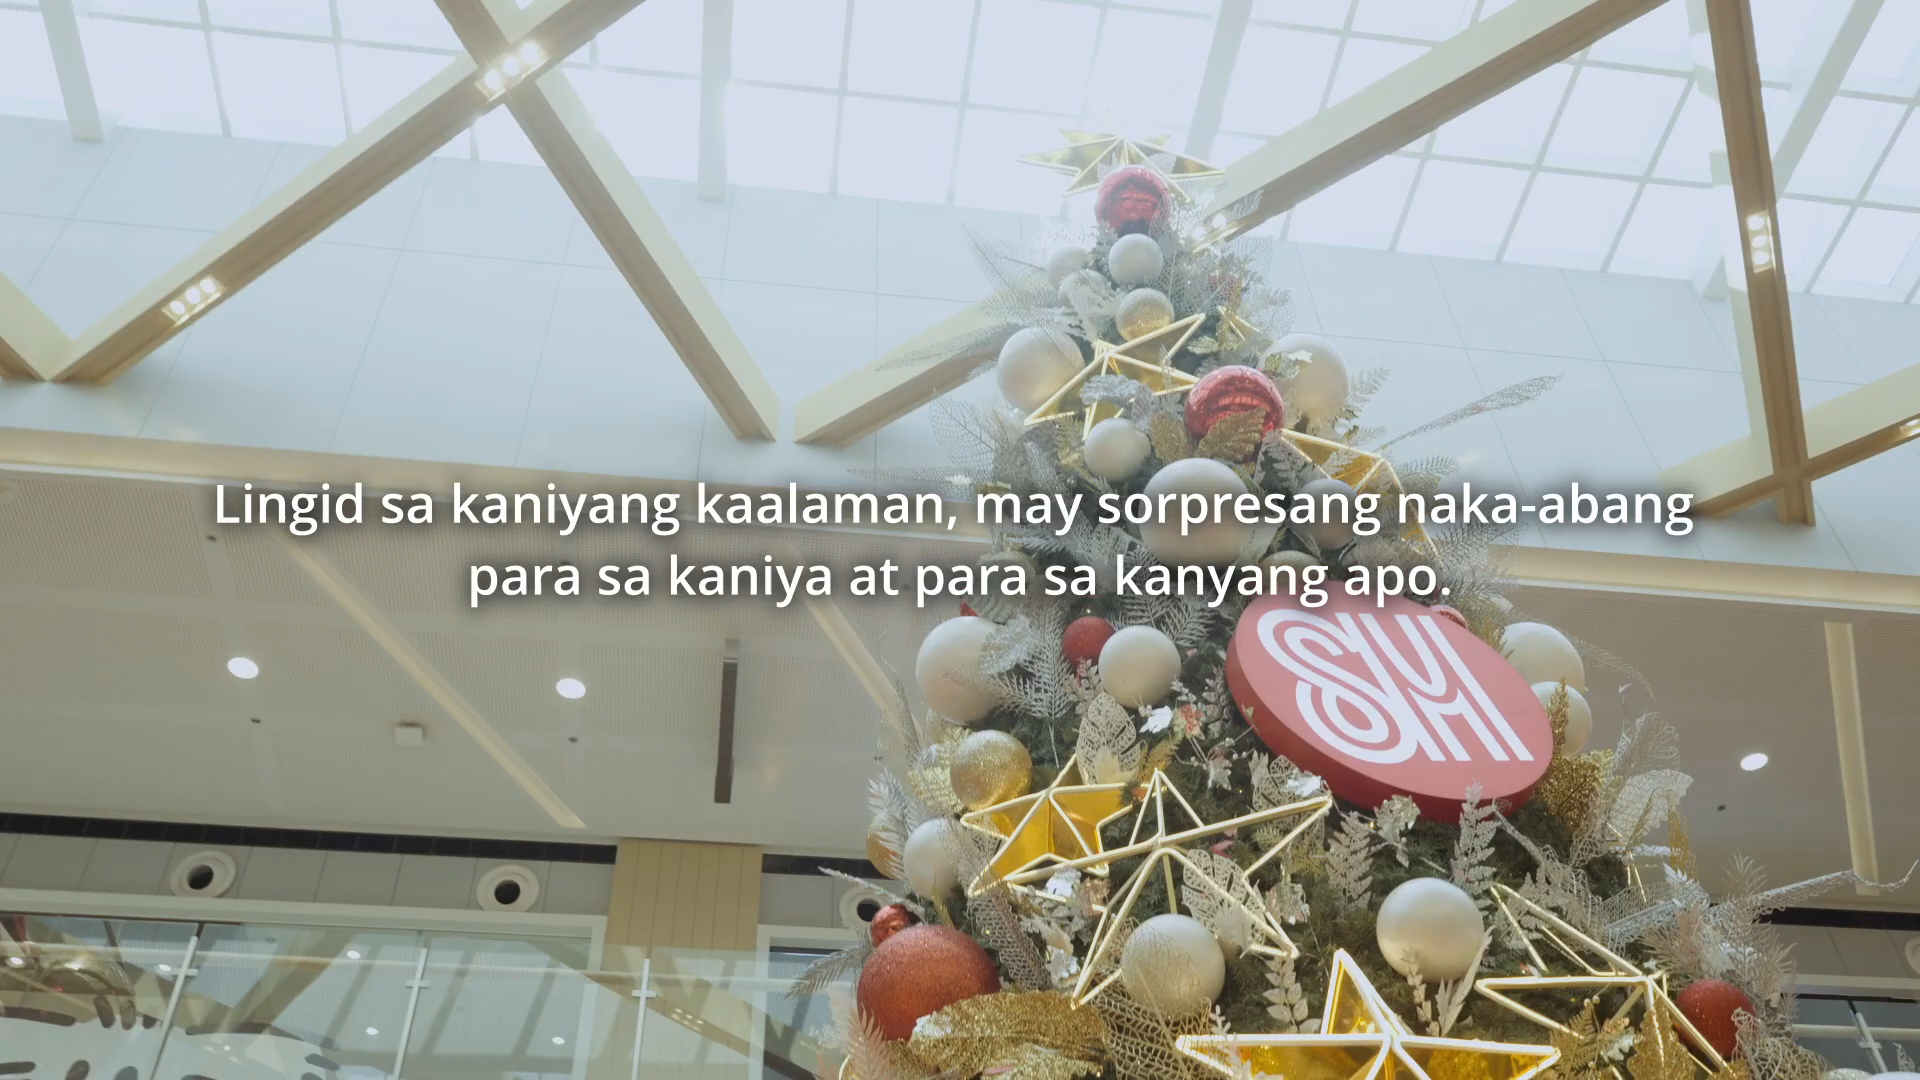 Lingid sa kaniyang kaalaman, may sorpresang naka-abang
para sa kaniya at para sa kanyang apo.
SM